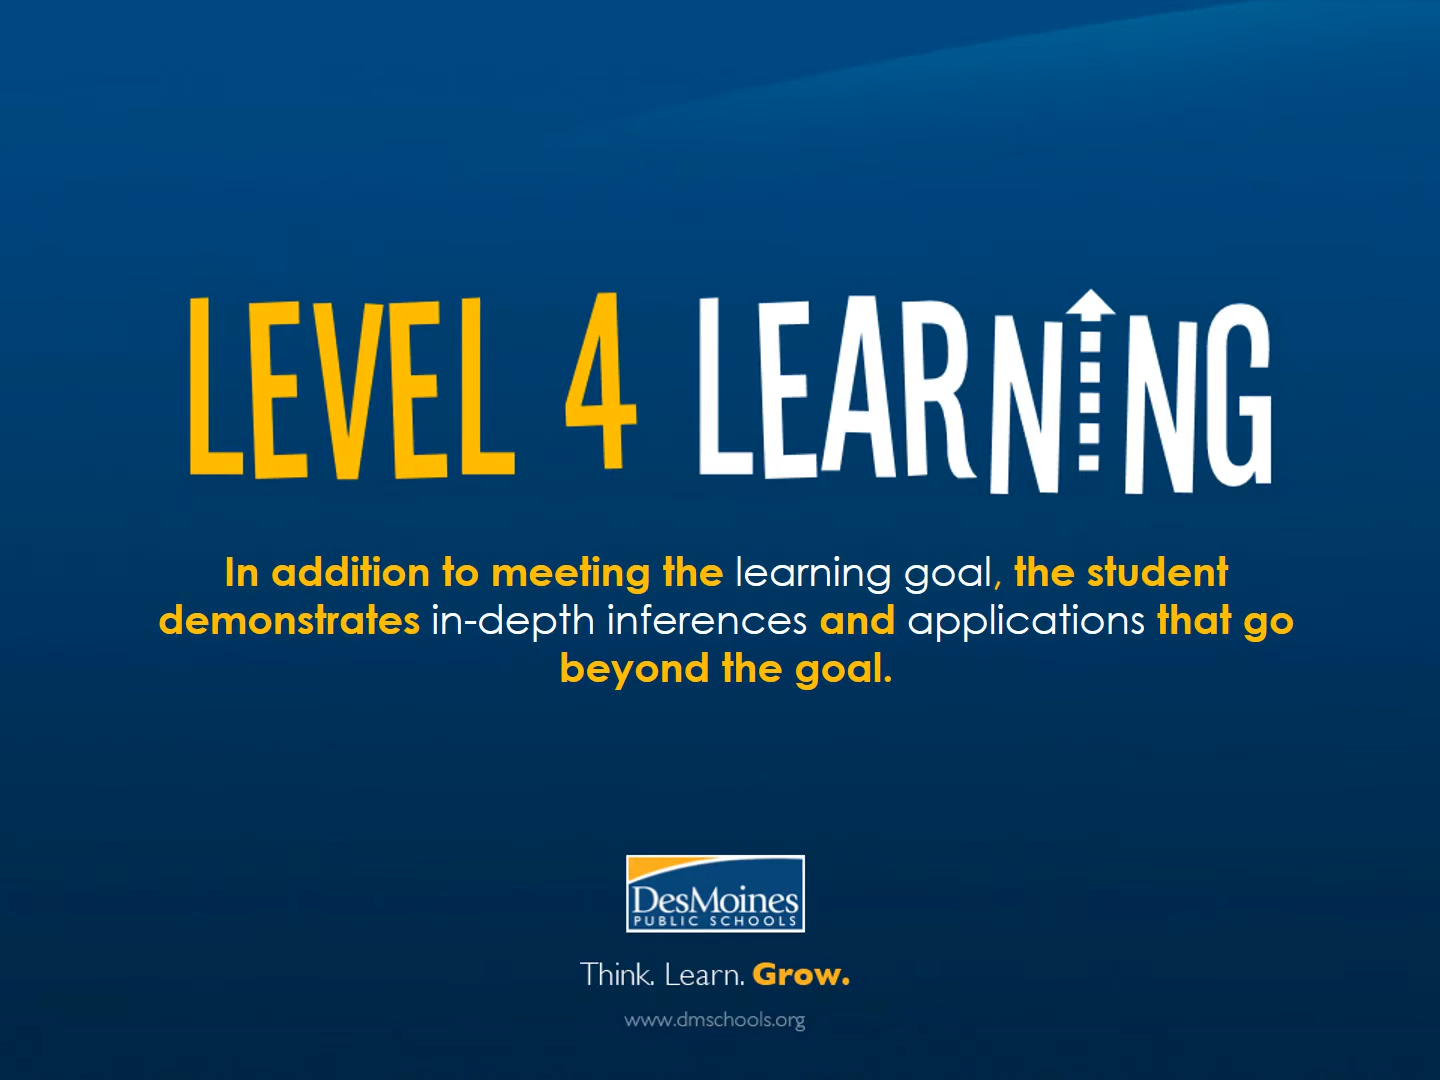 LEVEL 4 LEARNING
In addition to meeting the learning goal, the student
demonstrates in-depth inferences and applications that go
beyond the goal.
DesMoines
PUBLIC SCHOOLS
Think. Learn. Grow.
www.dmschools.org